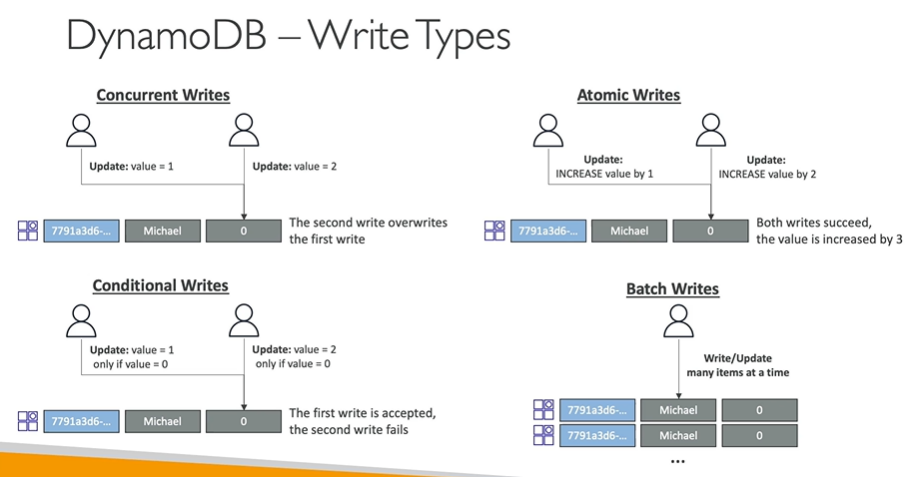 DynamoDB – Write Types
Concurrent Writes
Update: value = 1
Update: value = 2
7791a3d6-...
Michael
0
The second write overwrites
the first write
Atomic Writes
Update:
INCREASE value by 1
Update:
INCREASE value by 2
7791a3d6-...
Michael
0
Both writes succeed,
the value is increased by 3
Conditional Writes
Update: value = 1
only if value = 0
Update: value = 2
only if value = 0
7791a3d6-...
Michael
0
The first write is accepted,
the second write fails
Batch Writes
Write/Update
many items at a time
7791a3d6-...
Michael
0
7791a3d6-...
Michael
0
...